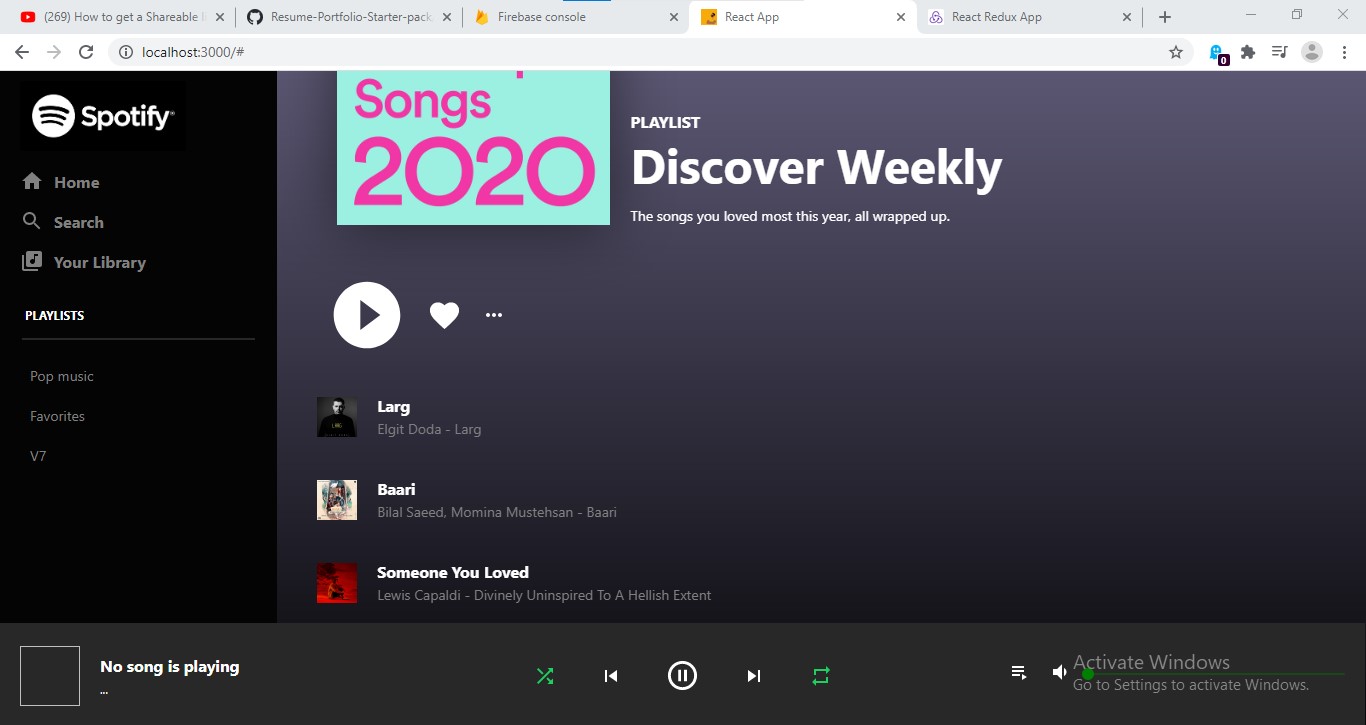 (269) How to get a Shareable l
Resume-Portfolio-Starter-pack
Firebase console
React App
React Redux App
localhost:3000/#
0
Spotify
Home
Search
Your Library
PLAYLISTS
Pop music
Favorites
V7
Songs
2020
PLAYLIST
Discover Weekly
The songs you loved most this year, all wrapped up.
Larg
Elgit Doda - Larg
Baari
Bilal Saeed, Momina Mustehsan - Baari
Someone You Loved
Lewis Capaldi - Divinely Uninspired To A Hellish Extent
No song is playing
...
Activate Windows
Go to Settings to activate Windows.